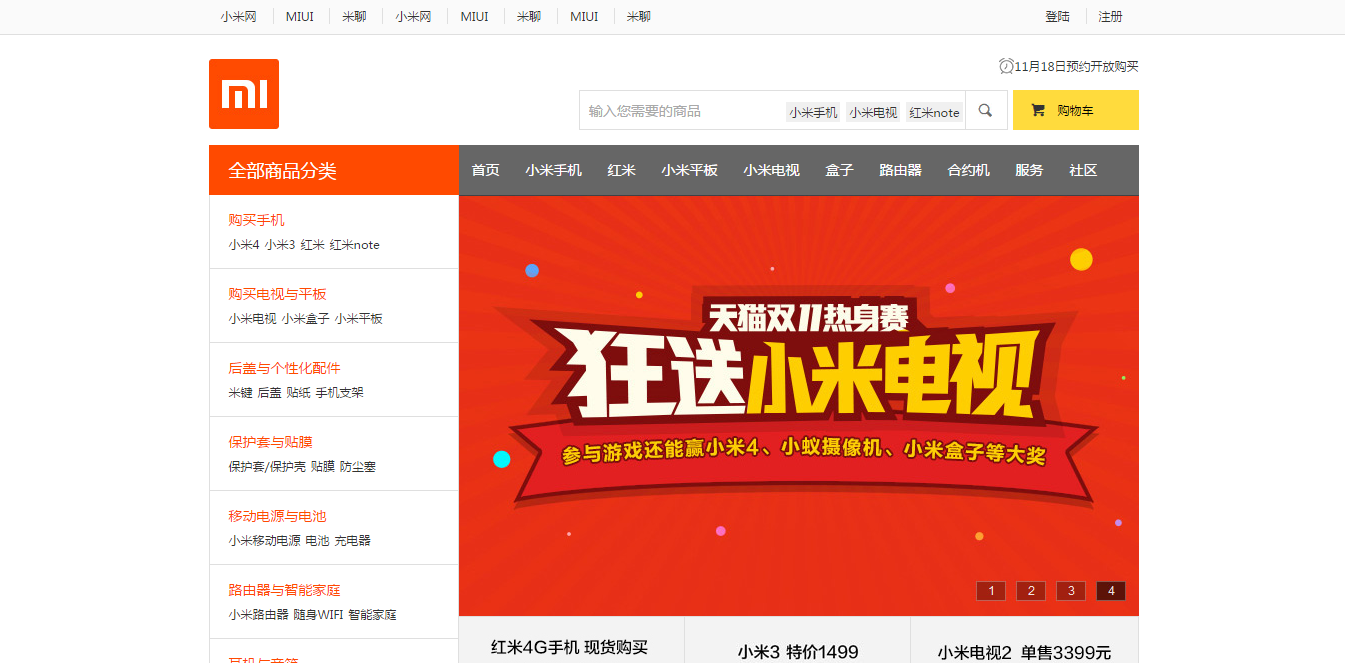 小米网 MIUI 米聊 小米网 MIUI 米聊 MIUI 米聊 登陆 注册
11月18日预约开放购买
mi
输入您需要的商品 小米手机 小米电视 红米note 购物车
全部商品分类 首页 小米手机 红米 小米平板 小米电视 盒子 路由器 合约机 服务 社区
购买手机
小米4 小米3 红米 红米note
购买电视与平板
小米电视 小米盒子 小米平板
后盖与个性化配件
米键 后盖 贴纸 手机支架
保护套与贴膜
保护套/保护壳 贴膜 防尘塞
移动电源与电池
小米移动电源 电池 充电器
路由器与智能家庭
小米路由器 随身WIFI 智能家庭
耳机与音箱
天猫双11热身赛
狂送小米电视
参与游戏还能赢小米4、小蚁摄像机、小米盒子等大奖
1 2 3 4
红米4G手机 现货购买
小米3 特价1499
小米电视2 单售3399元